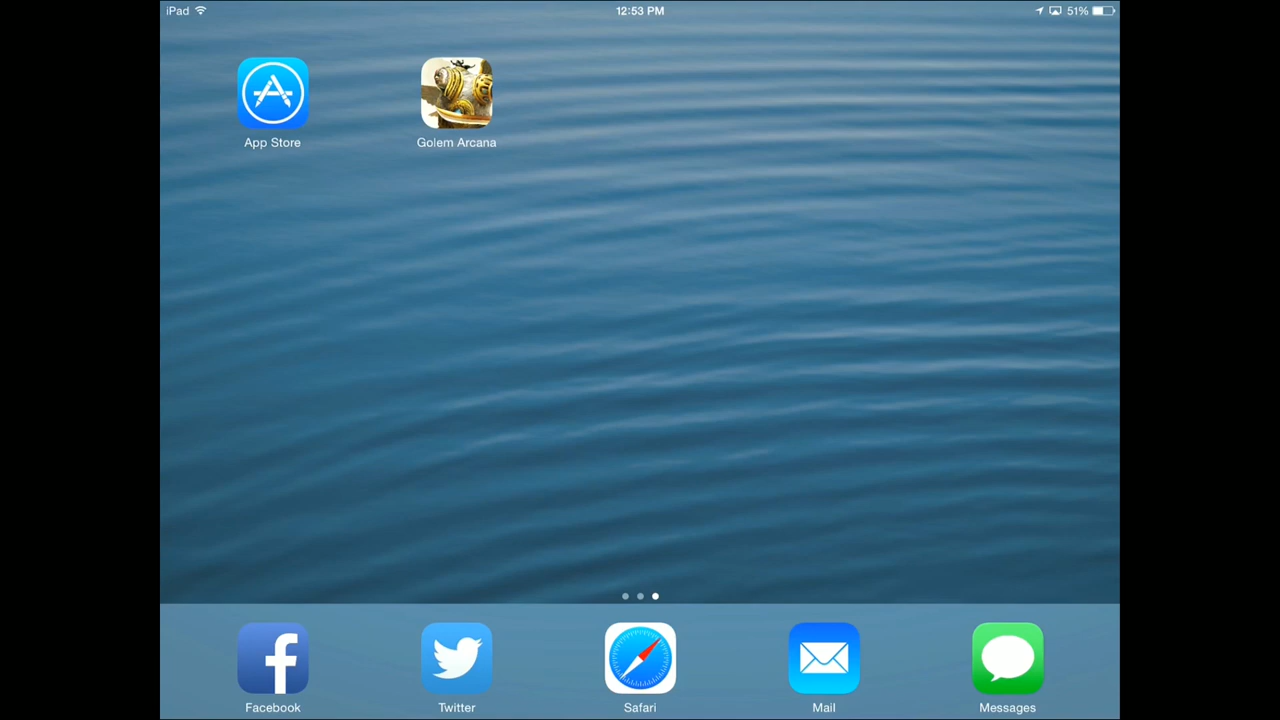 iPad 12:53 PM 51%
App Store Golem Arcana
Facebook Twitter Safari Mail Messages